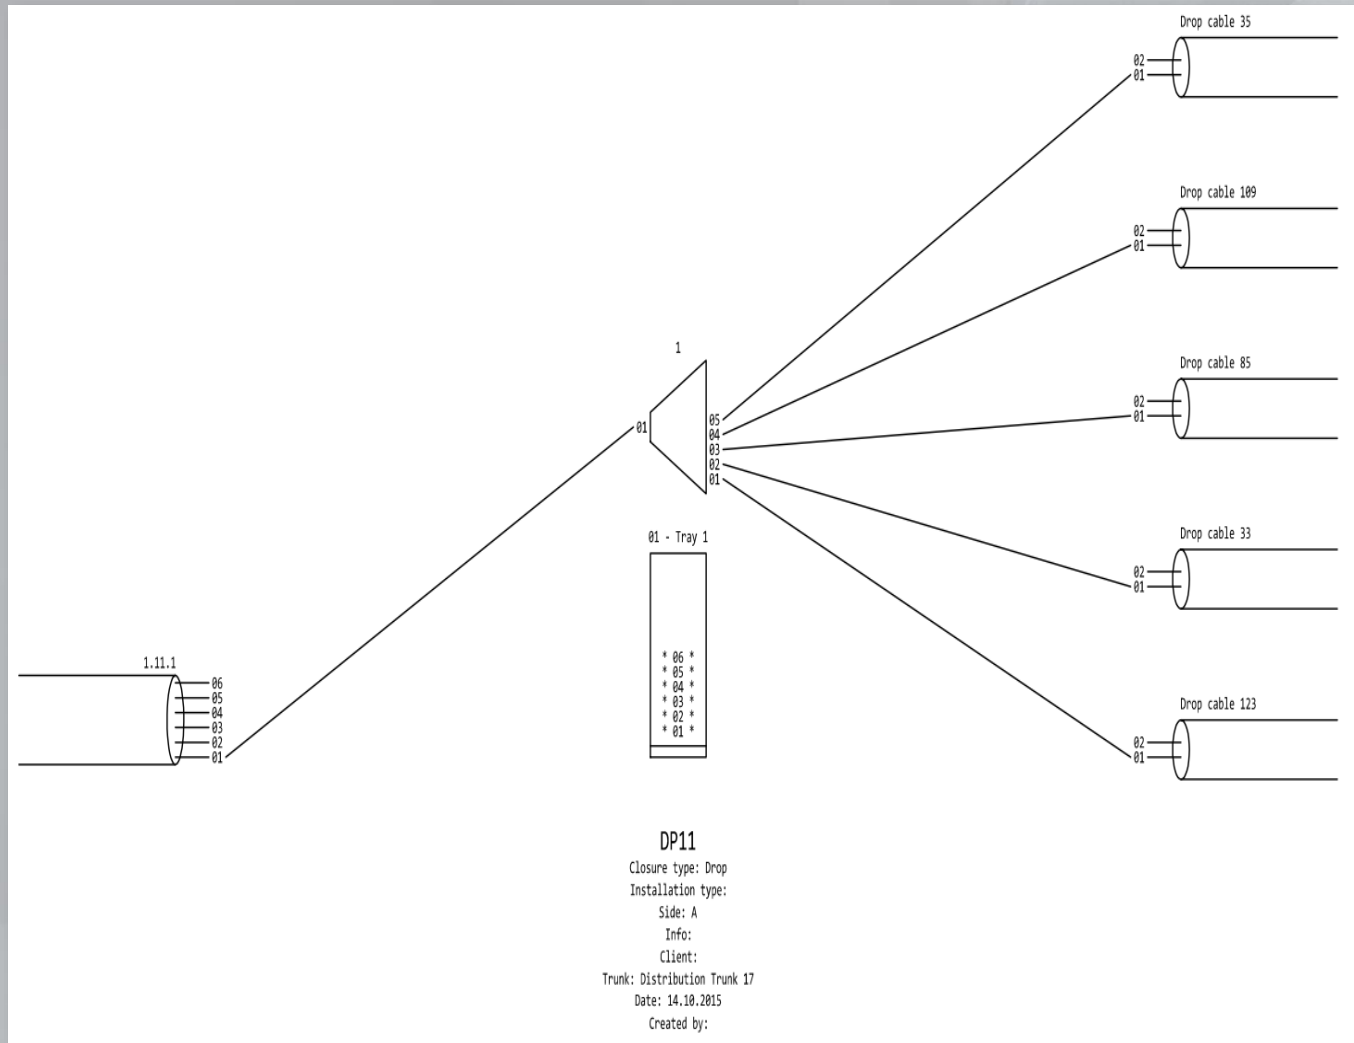 Drop cable 35
02
01
Drop cable 109
02
01
1
Drop cable 85
02
01
01
05
04
03
02
01
01 - Tray 1
* 06 *
* 05 *
* 04 *
* 03 *
* 02 *
* 01 *
Drop cable 33
02
01
1.11.1
06
05
04
03
02
01
Drop cable 123
02
01
DP11
Closure type: Drop
Installation type:
Side: A
Info:
Client:
Trunk: Distribution Trunk 17
Date: 14.10.2015
Created by: